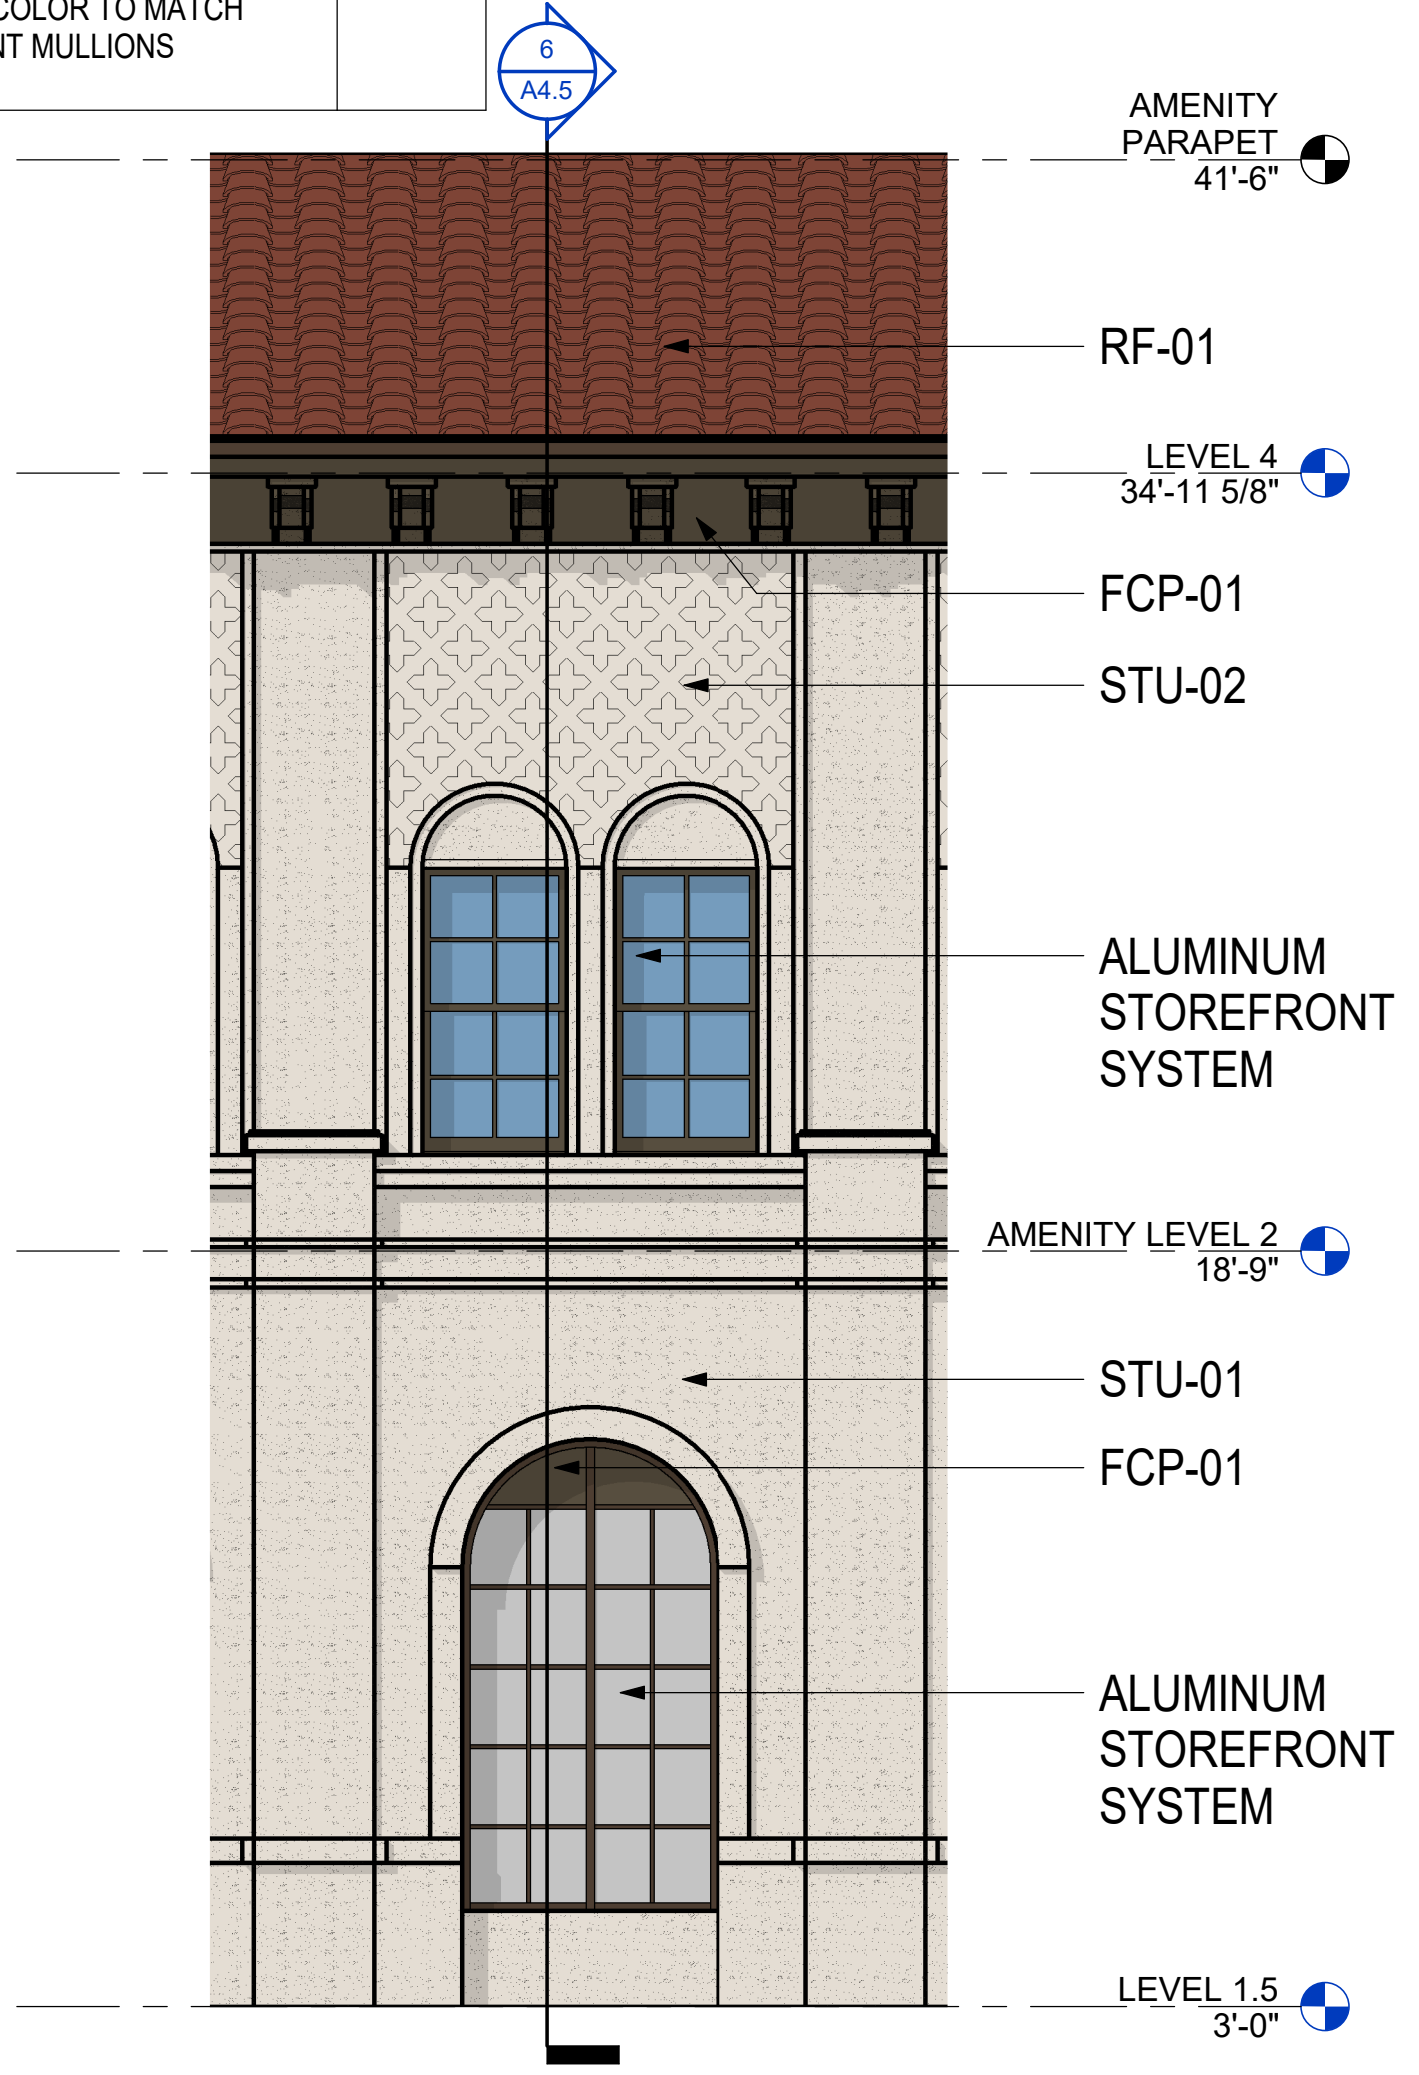 COLOR TO MATCH
NT MULLIONS
6
A4.5
AMENITY
PARAPET
41'-6"
RF-01
LEVEL 4
34'-11 5/8"
FCP-01
STU-02
ALUMINUM
STOREFRONT
SYSTEM
AMENITY LEVEL 2
18'-9"
STU-01
FCP-01
ALUMINUM
STOREFRONT
SYSTEM
LEVEL 1.5
3'-0"